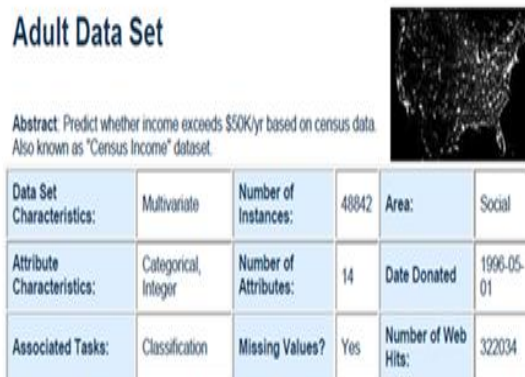 Adult Data Set
Abstract: Predict whether income exceeds $50K/yr based on census data.
Also known as "Census Income" dataset.
Data Set Characteristics: Multivariate Number of Instances: 48842 Area: Social
Attribute Characteristics: Categorical, Integer Number of Attributes: 14 Date Donated 1996-05-01
Associated Tasks: Classification Missing Values? Yes Number of Web Hits: 322034